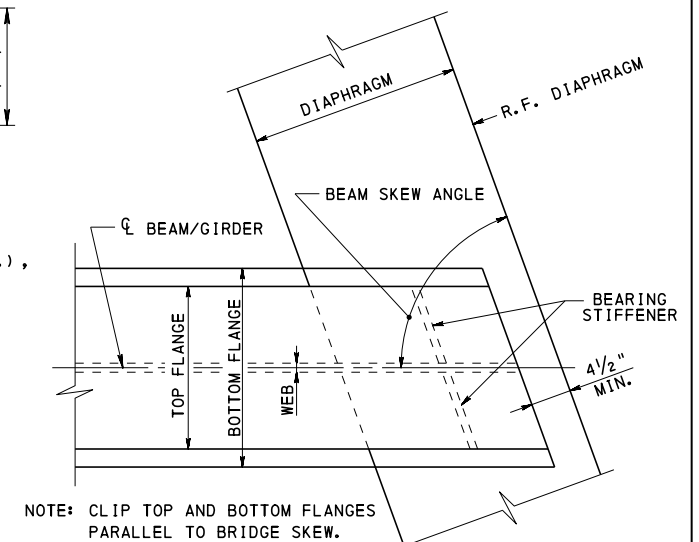 DIAPHRAGM
R.F. DIAPHRAGM
BEAM SKEW ANGLE
℄ BEAM/GIRDER
.),
TOP FLANGE
BOTTOM FLANGE
WEB
BEARING
STIFFENER
4½"
MIN.
NOTE: CLIP TOP AND BOTTOM FLANGES
PARALLEL TO BRIDGE SKEW.